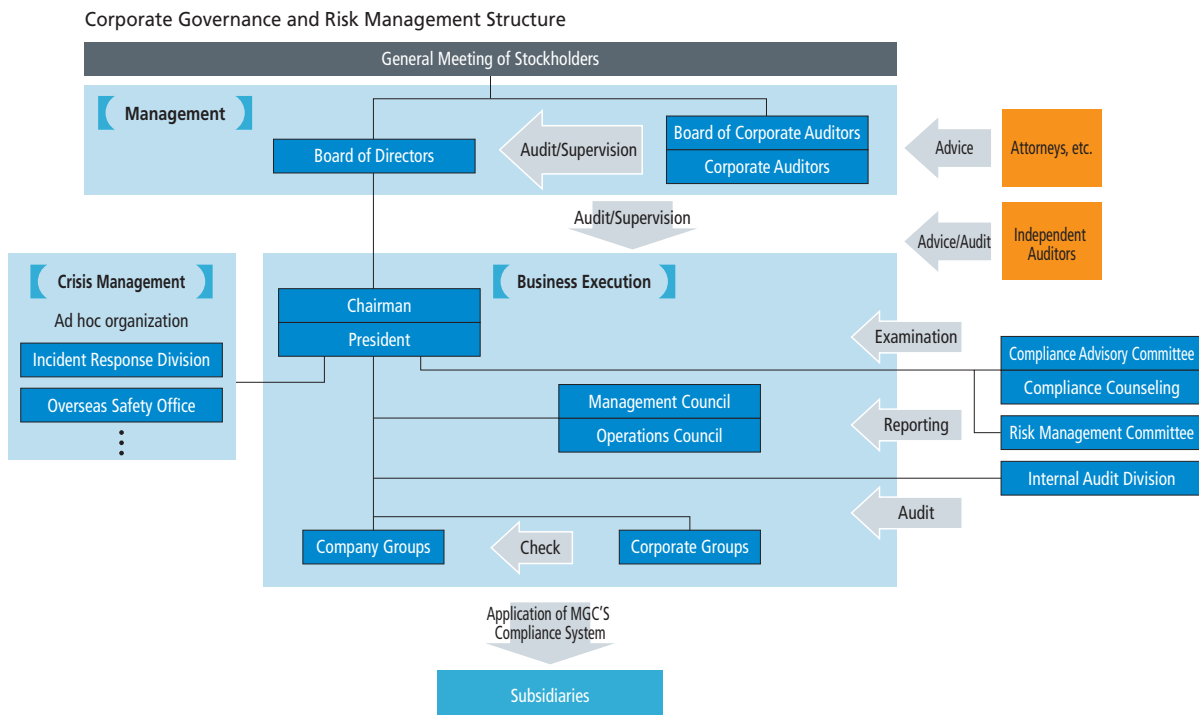 Corporate Governance and Risk Management Structure
General Meeting of Stockholders
Management
Board of Directors
Audit/Supervision
Board of Corporate Auditors
Corporate Auditors
Advice
Attorneys, etc.
Audit/Supervision
Advice/Audit
Independent
Auditors
Crisis Management
Ad hoc organization
Incident Response Division
Overseas Safety Office
Business Execution
Chairman
President
Examination
Compliance Advisory Committee
Compliance Counseling
Management Council
Operations Council
Reporting
Risk Management Committee
Internal Audit Division
Audit
Company Groups
Check
Corporate Groups
Application of MGC'S
Compliance System
Subsidiaries